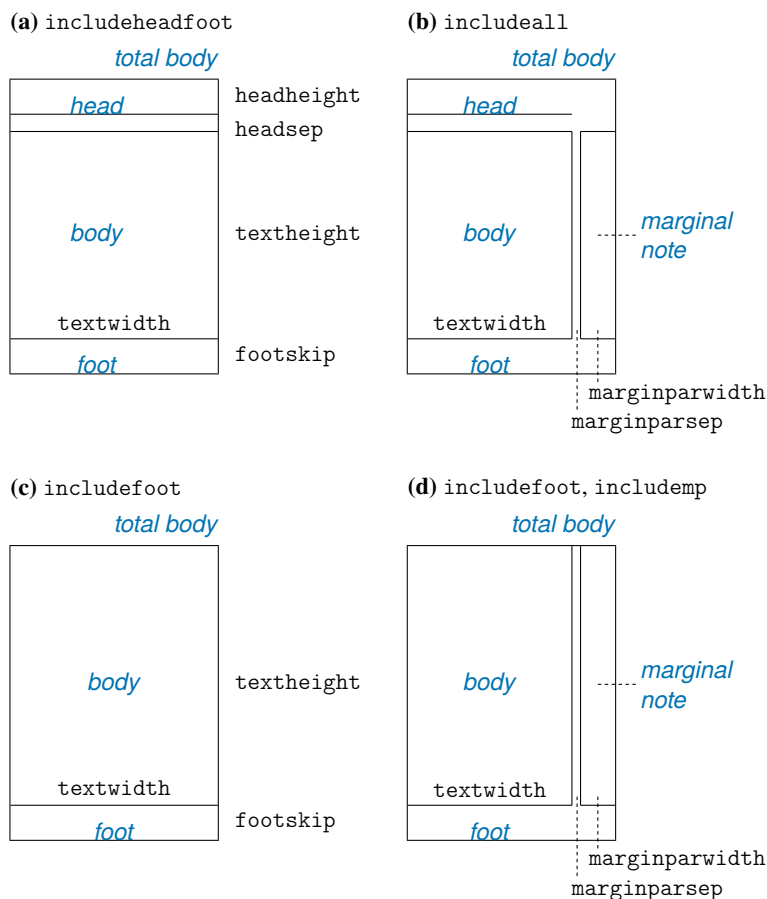 (a) includeheadfoot
total body
head
headheight
headsep
body
textheight
textwidth
foot
footskip
(b) includeall
total body
head
body
marginal
note
textwidth
foot
marginparwidth
marginparsep
(c) includefoot
total body
body
textheight
textwidth
foot
footskip
(d) includefoot, includemp
total body
body
marginal
note
textwidth
foot
marginparwidth
marginparsep